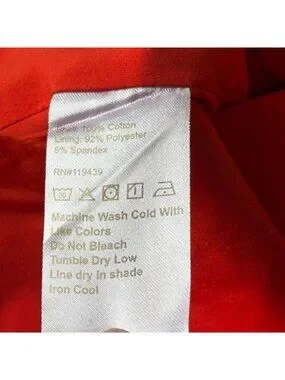 Shell: 100% Cotton
Lining: 92% Polyester
8% Spandex
RN#119439
Machine Wash Cold With
Like Colors
Do Not Bleach
Tumble Dry Low
Line dry in shade
Iron Cool